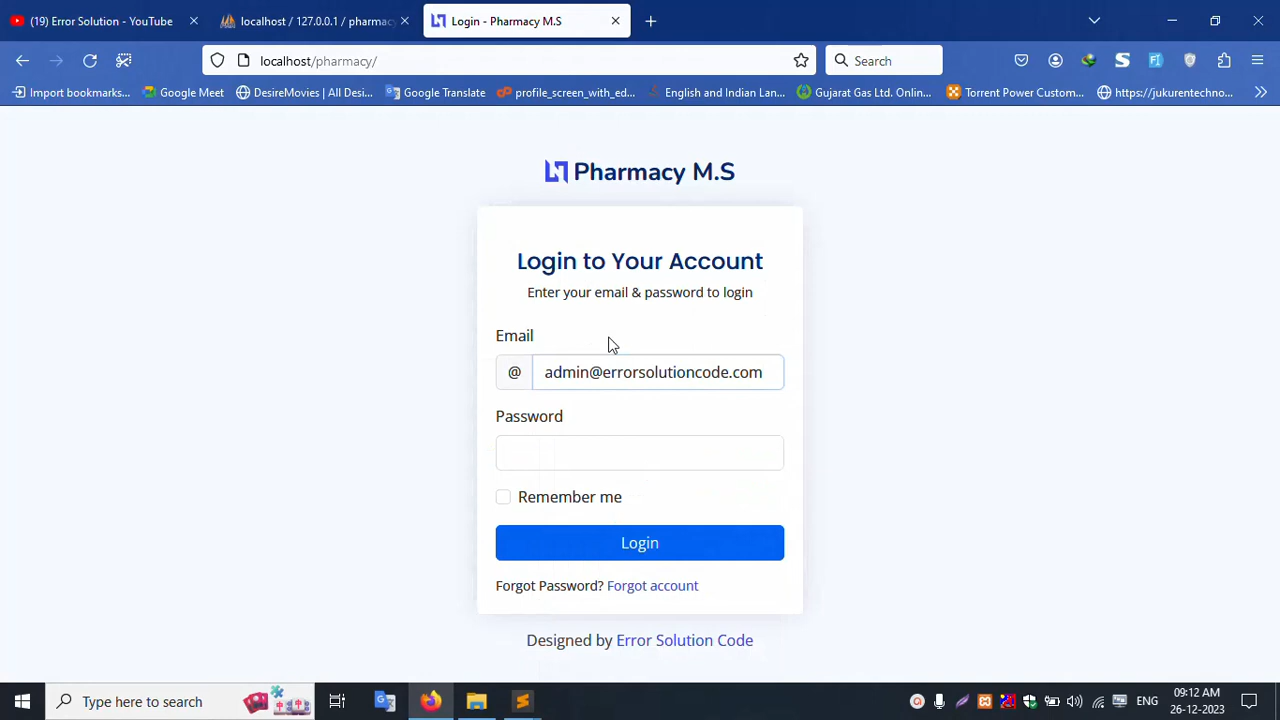 (19) Error Solution - YouTube
localhost / 127.0.0.1 / pharmacy
Login - Pharmacy M.S
localhost/pharmacy/
Search
Import bookmarks...
Google Meet
DesireMovies | All Desi...
Google Translate
profile_screen_with_ed...
English and Indian Lan...
Gujarat Gas Ltd. Onlin...
Torrent Power Custom...
https://jukurentechno...
Pharmacy M.S
Login to Your Account
Enter your email & password to login
Email
@ admin@errorsolutioncode.com
Password
Remember me
Login
Forgot Password? Forgot account
Designed by Error Solution Code
Type here to search
ENG
09:12 AM
26-12-2023